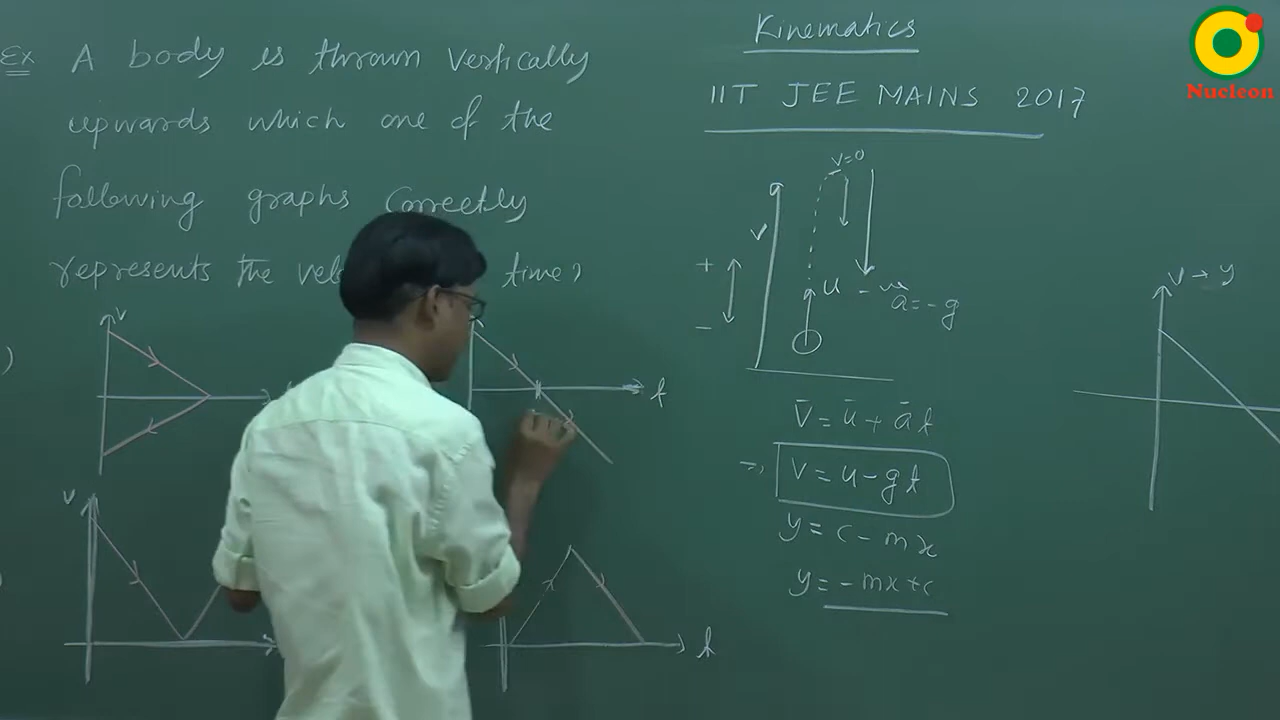 Ex A body is thrown vertically
upwards which one of the
following graphs correctly
represents the time?
)
v
t
v
t
Kinematics
IIT JEE MAINS 2017
v=0
v
+
-
u - ve
a=-g
V̄ = ū + āt
⇒ V = u - gt
y = c - mx
y = -mx+c
V → y
Nucleon